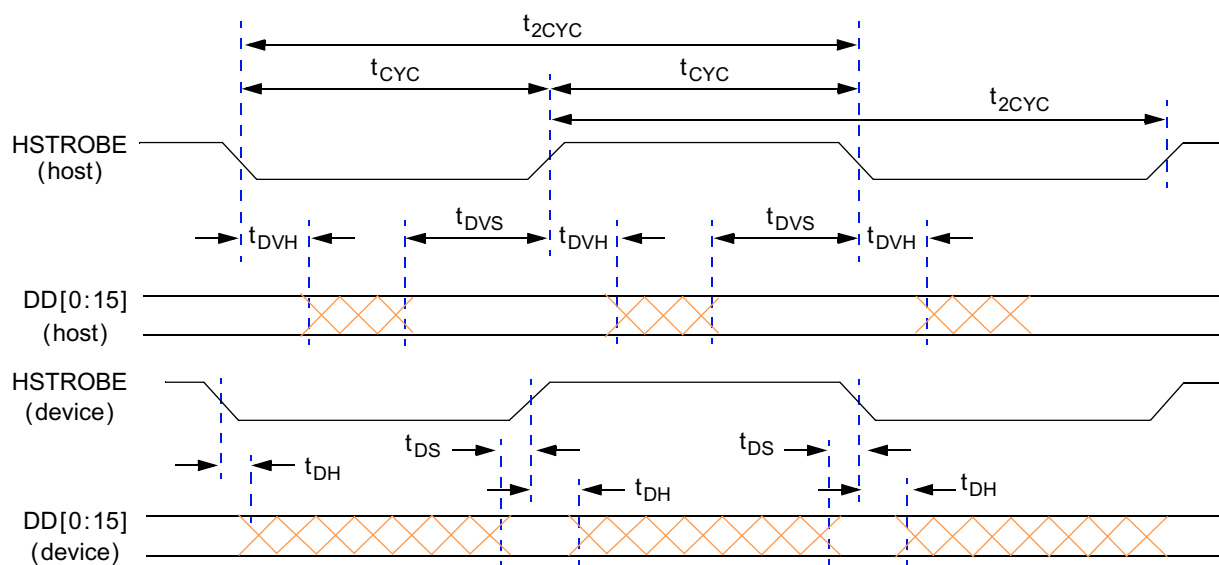 t2CYC
tCYC tCYC
t2CYC
HSTROBE
(host)
tDVH tDVS tDVH tDVS tDVH
DD[0:15]
(host)
HSTROBE
(device)
tDS tDS
tDH tDH tDH
DD[0:15]
(device)